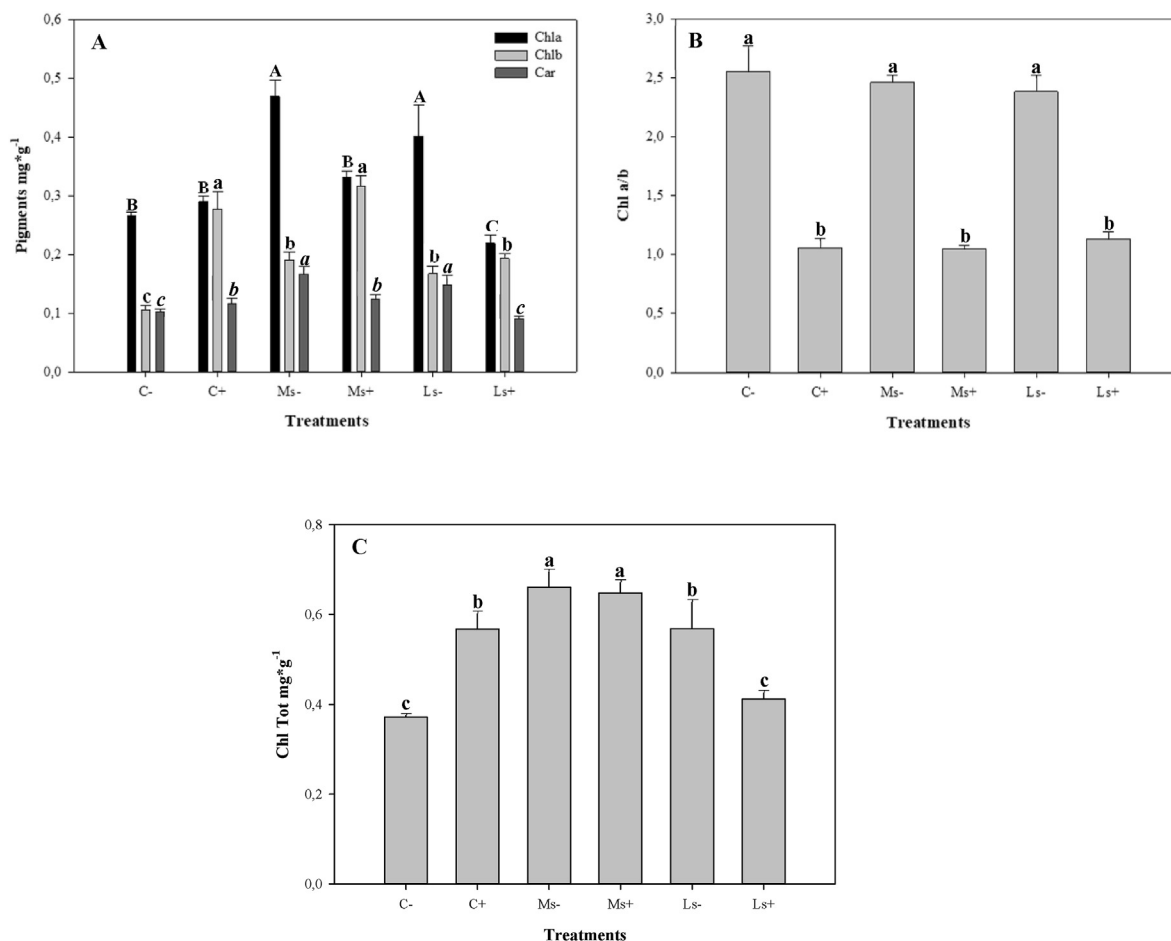 A
Chla
Chlb
Car
0,6
0,5
0,4
0,3
0,2
0,1
0,0
Pigments mg*g-1
B c c
B a b
A b a
B a b
A b a
C b c
C- C+ Ms- Ms+ Ls- Ls+
Treatments
B
3,0
2,5
2,0
1,5
1,0
0,5
0,0
Chl a/b
a b a b a b
C- C+ Ms- Ms+ Ls- Ls+
Treatments
C
0,8
0,6
0,4
0,2
0,0
Chl Tot mg*g-1
c b a a b c
C- C+ Ms- Ms+ Ls- Ls+
Treatments